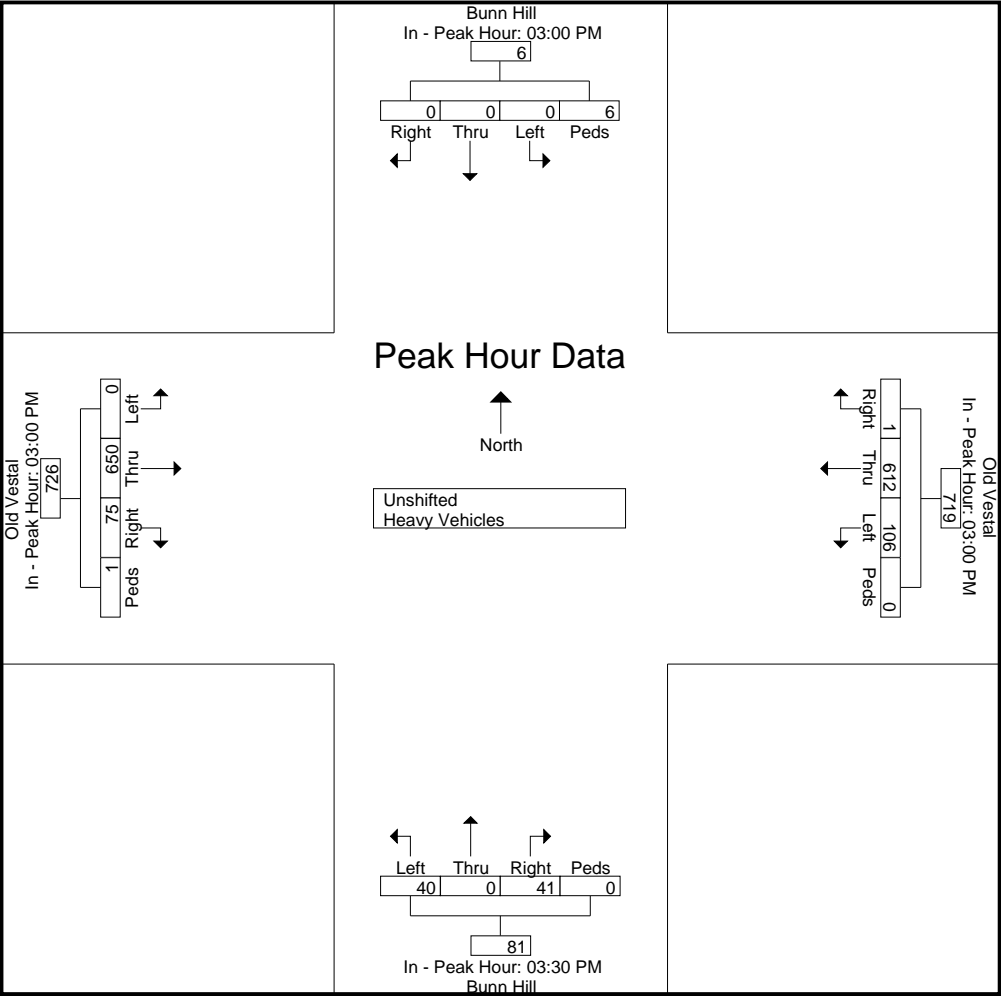 Bunn Hill
In - Peak Hour: 03:00 PM
6
0 0 0 6
Right Thru Left Peds
Peak Hour Data
North
Unshifted
Heavy Vehicles
Old Vestal
In - Peak Hour: 03:00 PM
726
0 650 75 1
Left Thru Right Peds
Old Vestal
In - Peak Hour: 03:00 PM
719
1 612 106 0
Right Thru Left Peds
Left Thru Right Peds
40 0 41 0
81
In - Peak Hour: 03:30 PM
Bunn Hill